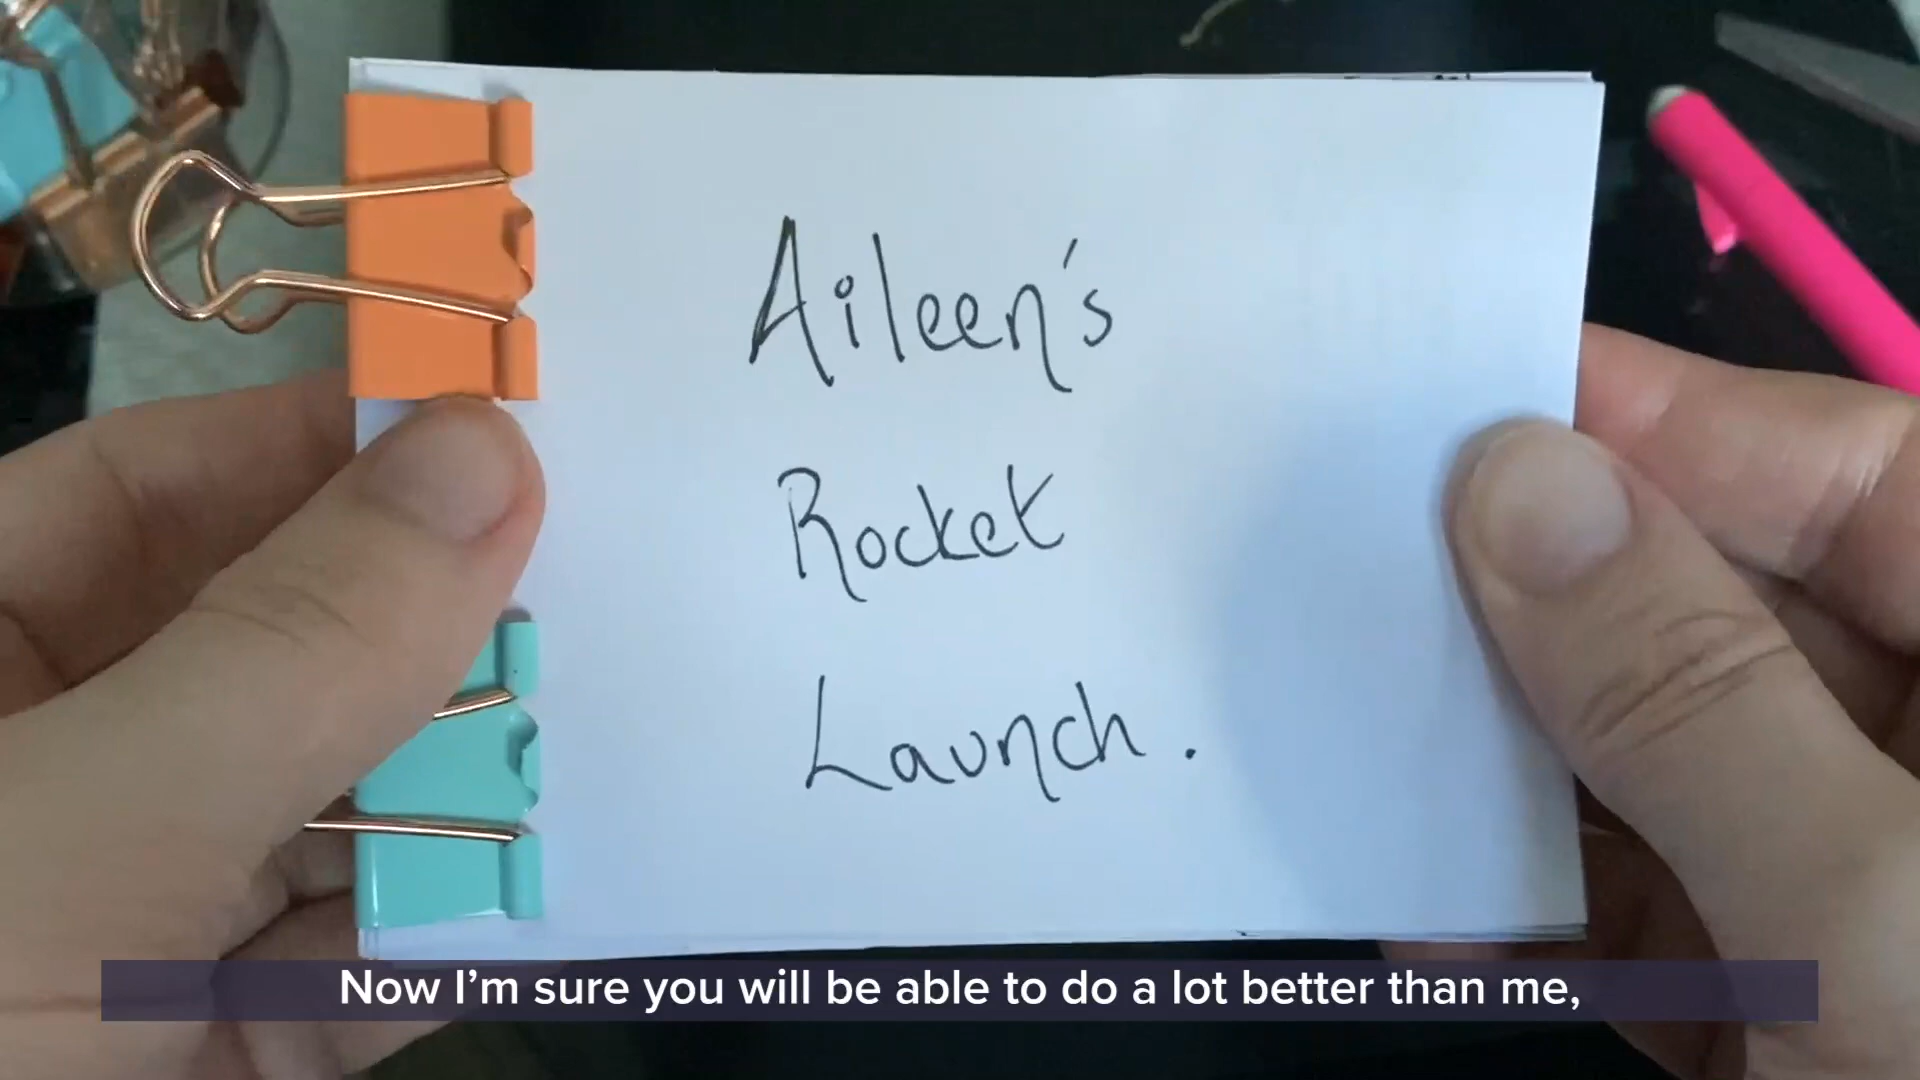 Aileen's
Rocket
Launch.
Now I’m sure you will be able to do a lot better than me,